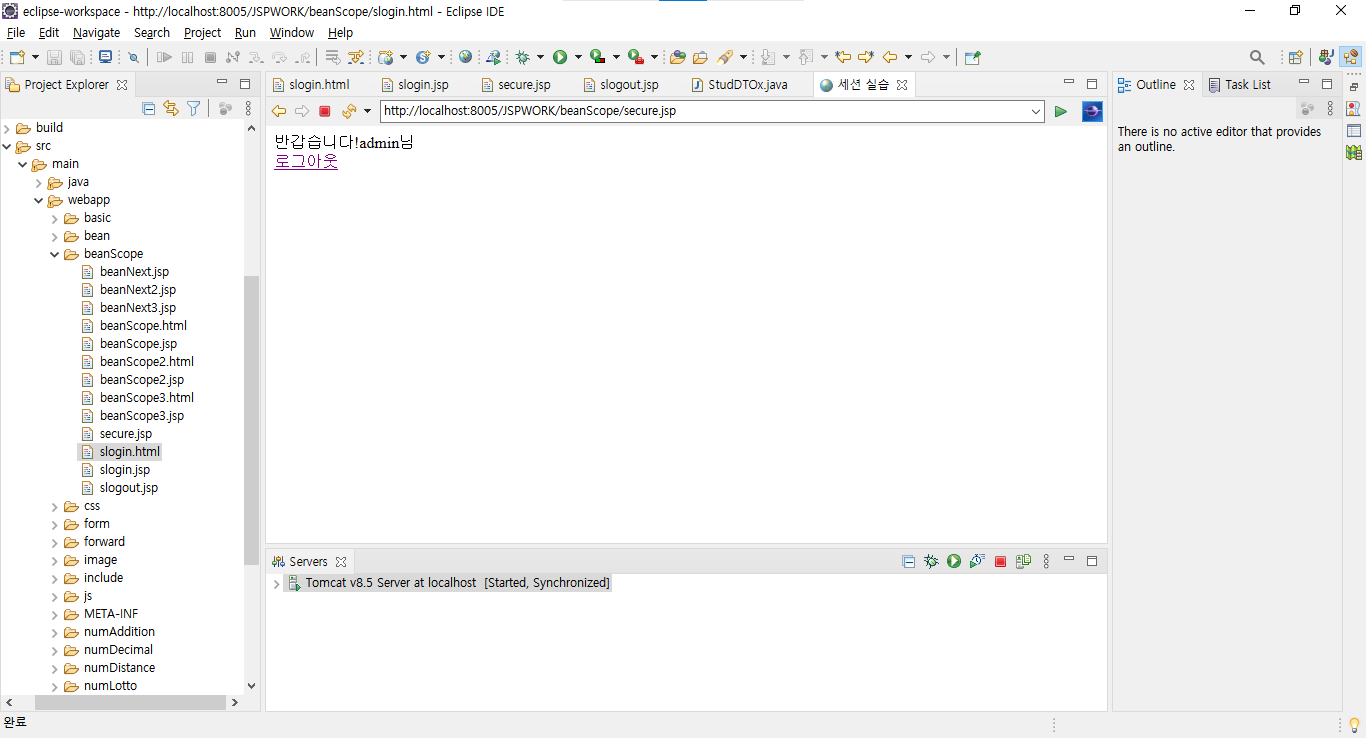 eclipse-workspace - http://localhost:8005/JSPWORK/beanScope/slogin.html - Eclipse IDE
File Edit Navigate Search Project Run Window Help
Project Explorer
build
src
main
java
webapp
basic
bean
beanScope
beanNext.jsp
beanNext2.jsp
beanNext3.jsp
beanScope.html
beanScope.jsp
beanScope2.html
beanScope2.jsp
beanScope3.html
beanScope3.jsp
secure.jsp
slogin.html
slogin.jsp
slogout.jsp
css
form
forward
image
include
js
META-INF
numAddition
numDecimal
numDistance
numLotto
slogin.html slogin.jsp secure.jsp slogout.jsp StudDTOx.java 세션 실습
http://localhost:8005/JSPWORK/beanScope/secure.jsp
반갑습니다!admin님
로그아웃
Servers
Tomcat v8.5 Server at localhost [Started, Synchronized]
Outline Task List
There is no active editor that provides
an outline.
완료